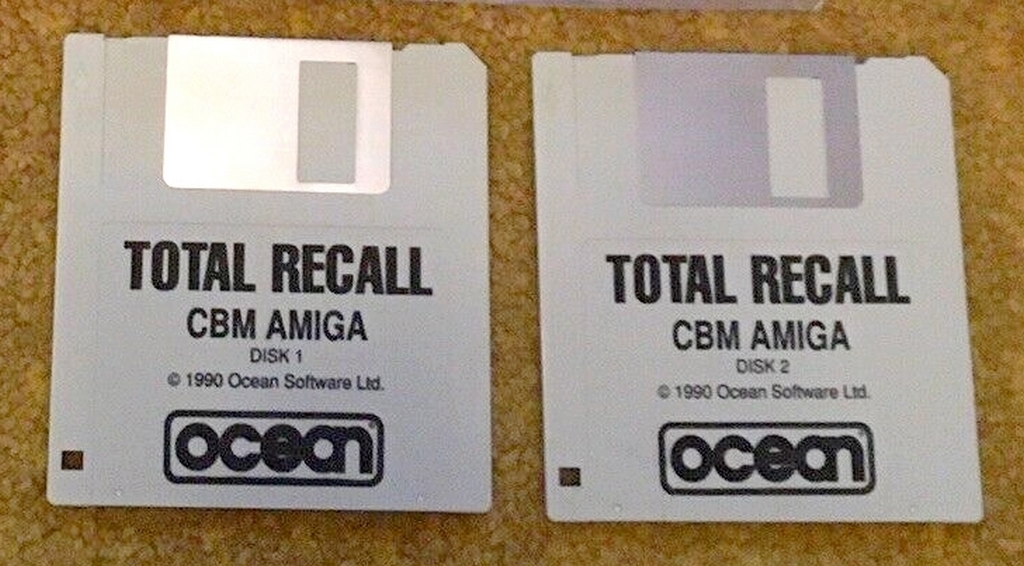 TOTAL RECALL
CBM AMIGA
DISK 1
© 1990 Ocean Software Ltd.
ocean
TOTAL RECALL
CBM AMIGA
DISK 2
© 1990 Ocean Software Ltd.
ocean